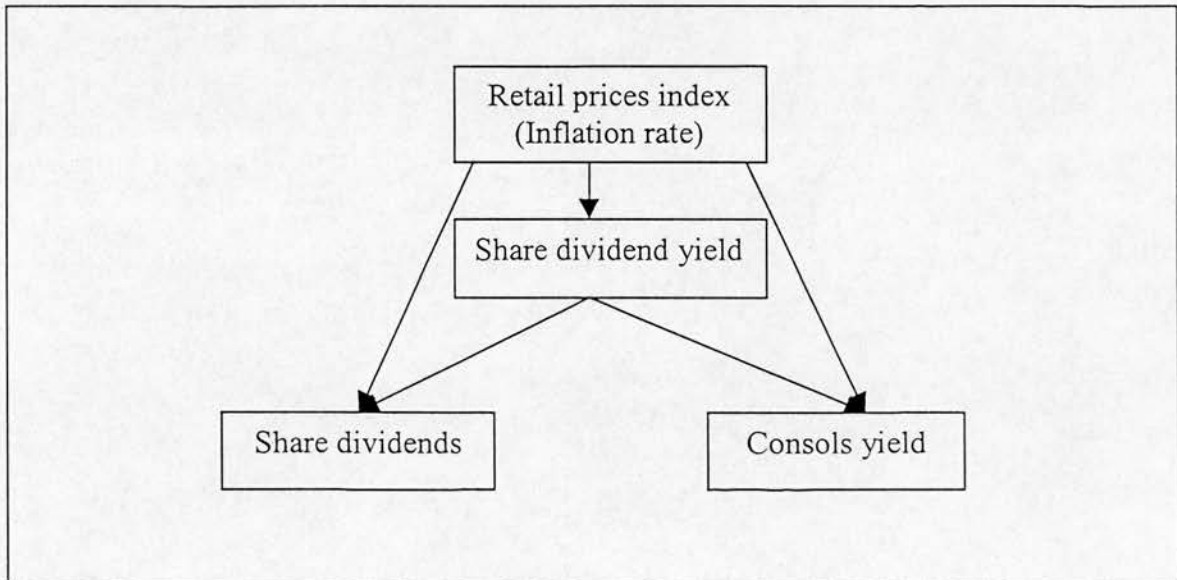 Retail prices index
(Inflation rate)
Share dividend yield
Share dividends
Consols yield